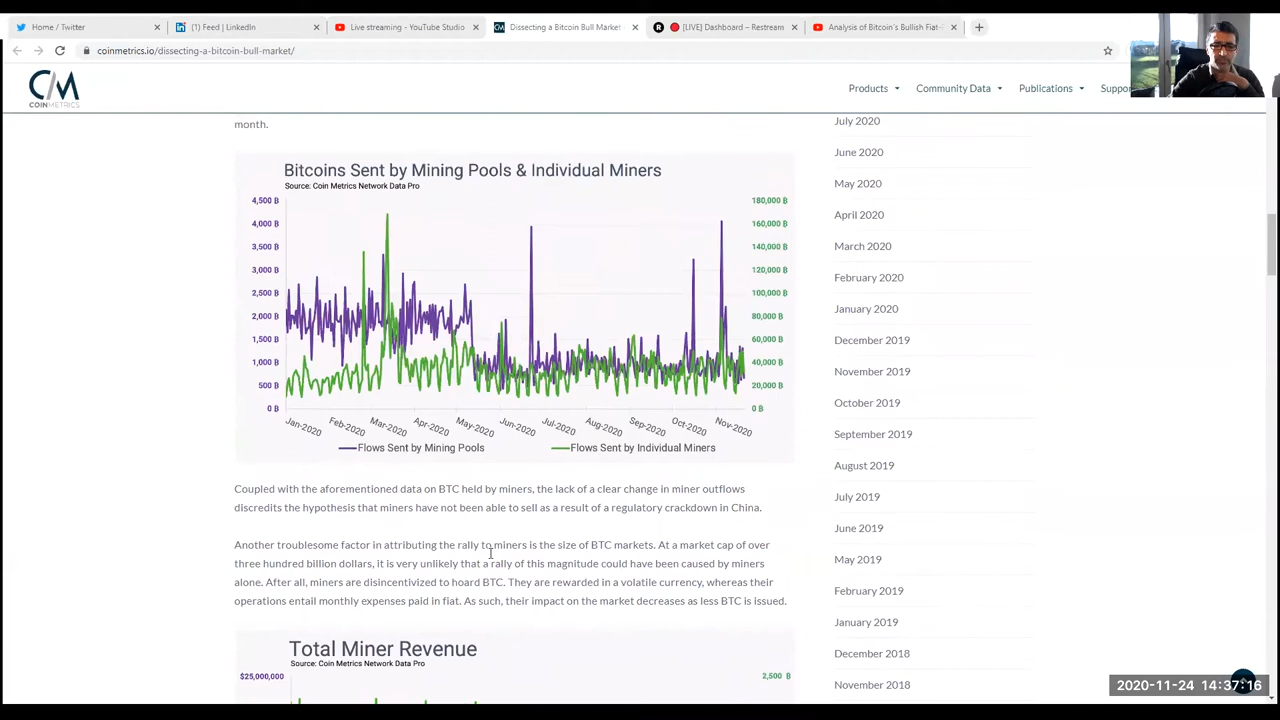 Home / Twitter
Feed | LinkedIn
Live streaming - YouTube Studio
Dissecting a Bitcoin Bull Market
[LIVE] Dashboard – Restream
Analysis of Bitcoin's Bullish Fiat-
coinmetrics.io/dissecting-a-bitcoin-bull-market/
CM
COINMETRICS
Products
Community Data
Publications
month.
Bitcoins Sent by Mining Pools & Individual Miners
Source: Coin Metrics Network Data Pro
4,500 ₿
4,000 ₿
3,500 ₿
3,000 ₿
2,500 ₿
2,000 ₿
1,500 ₿
1,000 ₿
500 ₿
0 ₿
180,000 ₿
160,000 ₿
140,000 ₿
120,000 ₿
100,000 ₿
80,000 ₿
60,000 ₿
40,000 ₿
20,000 ₿
0 ₿
Jan-2020
Feb-2020
Mar-2020
Apr-2020
May-2020
Jun-2020
Jul-2020
Aug-2020
Sep-2020
Oct-2020
Nov-2020
Flows Sent by Mining Pools
Flows Sent by Individual Miners
Coupled with the aforementioned data on BTC held by miners, the lack of a clear change in miner outflows
discredits the hypothesis that miners have not been able to sell as a result of a regulatory crackdown in China.
Another troublesome factor in attributing the rally to miners is the size of BTC markets. At a market cap of over
three hundred billion dollars, it is very unlikely that a rally of this magnitude could have been caused by miners
alone. After all, miners are disincentivized to hoard BTC. They are rewarded in a volatile currency, whereas their
operations entail monthly expenses paid in fiat. As such, their impact on the market decreases as less BTC is issued.
Total Miner Revenue
Source: Coin Metrics Network Data Pro
$25,000,000
2,500 ₿
July 2020
June 2020
May 2020
April 2020
March 2020
February 2020
January 2020
December 2019
November 2019
October 2019
September 2019
August 2019
July 2019
June 2019
May 2019
February 2019
January 2019
December 2018
November 2018
2020-11-24 14:37:16